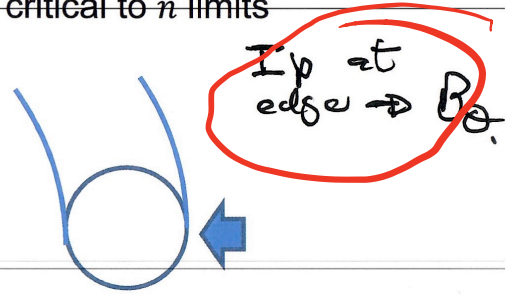 critical to n limits
Ip at
edge → Bθ.